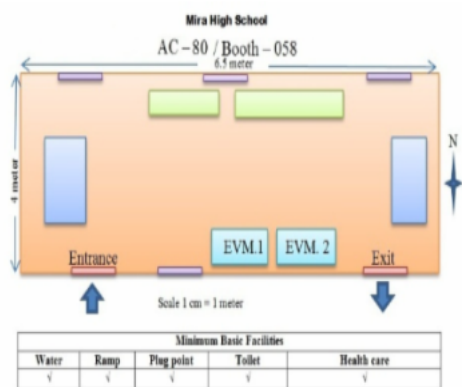 Mira High School
AC – 80 / Booth – 058
6.5 meter
4 meter
N
EVM.1 EVM. 2
Entrance Exit
Scale 1 cm = 1 meter
Minimum Basic Facilities
Water Ramp Plug point Toilet Health care
√ √ √ √ √